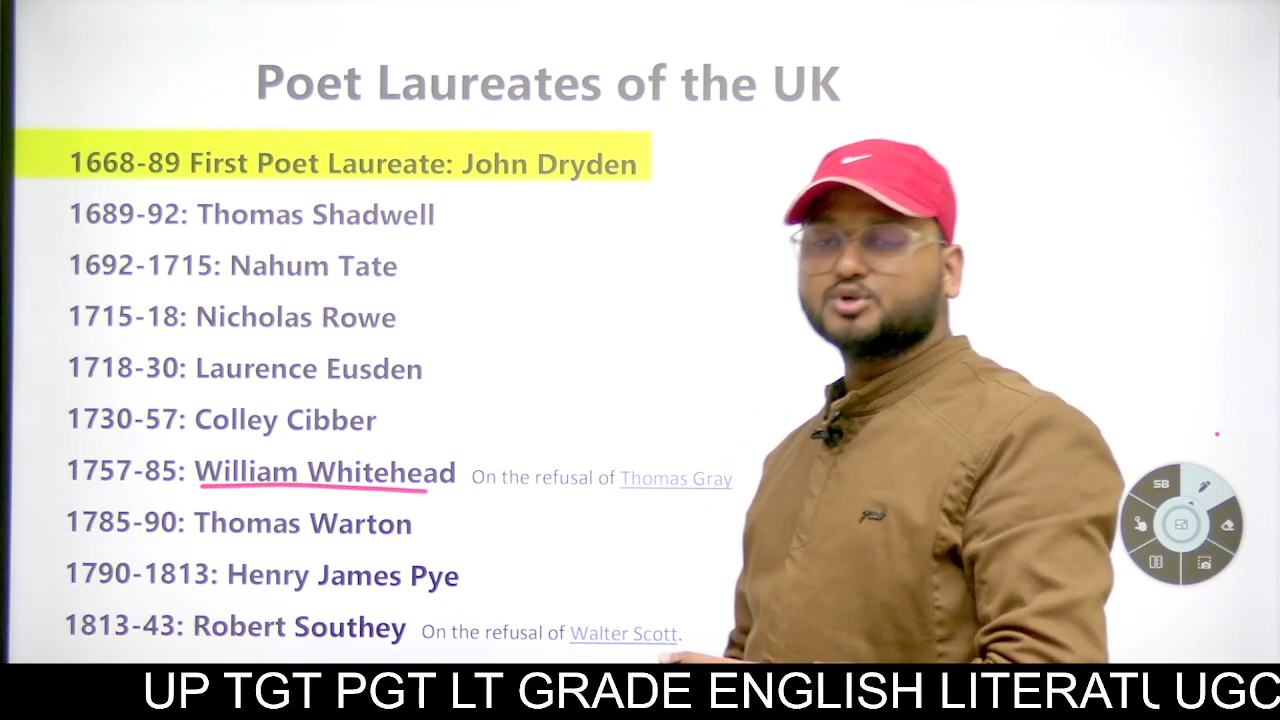 Poet Laureates of the UK
1668-89 First Poet Laureate: John Dryden
1689-92: Thomas Shadwell
1692-1715: Nahum Tate
1715-18: Nicholas Rowe
1718-30: Laurence Eusden
1730-57: Colley Cibber
1757-85: William Whitehead On the refusal of Thomas Gray
1785-90: Thomas Warton
1790-1813: Henry James Pye
1813-43: Robert Southey On the refusal of Walter Scott.
SB
UP TGT PGT LT GRADE ENGLISH LITERATU UGC